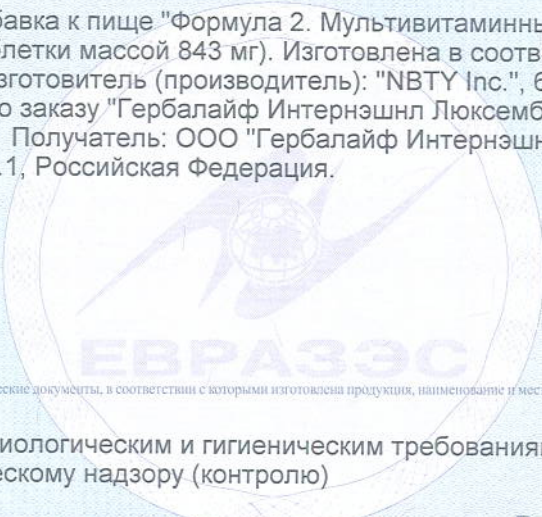 бавка к пище "Формула 2. Мультивитаминны
блетки массой 843 мг). Изготовлена в соотв
зготовитель (производитель): "NBTY Inc.", 6
о заказу "Гербалайф Интернэшнл Люксемб
Получатель: ООО "Гербалайф Интернэшн
.1, Российская Федерация.
ЕВРАЗЭС
еские документы, в соответствии с которыми изготовлена продукция, наименование и мес
иологическим и гигиеническим требования
ескому надзору (контролю)